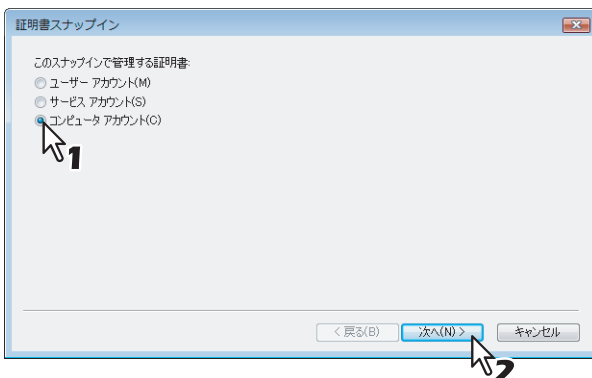 証明書スナップイン
このスナップインで管理する証明書:
ユーザー アカウント(M)
サービス アカウント(S)
コンピュータ アカウント(C)
1
< 戻る(B) 次へ(N) > キャンセル
2